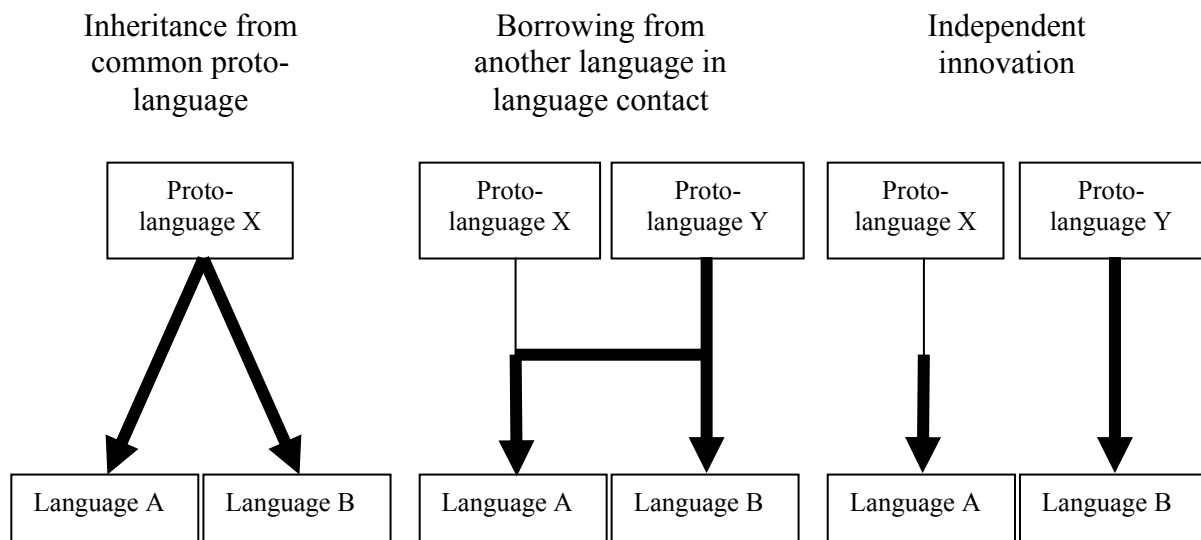 Inheritance from
common proto-
language
Borrowing from
another language in
language contact
Independent
innovation
Proto-
language X
Proto-
language X
Proto-
language Y
Proto-
language X
Proto-
language Y
Language A
Language B
Language A
Language B
Language A
Language B